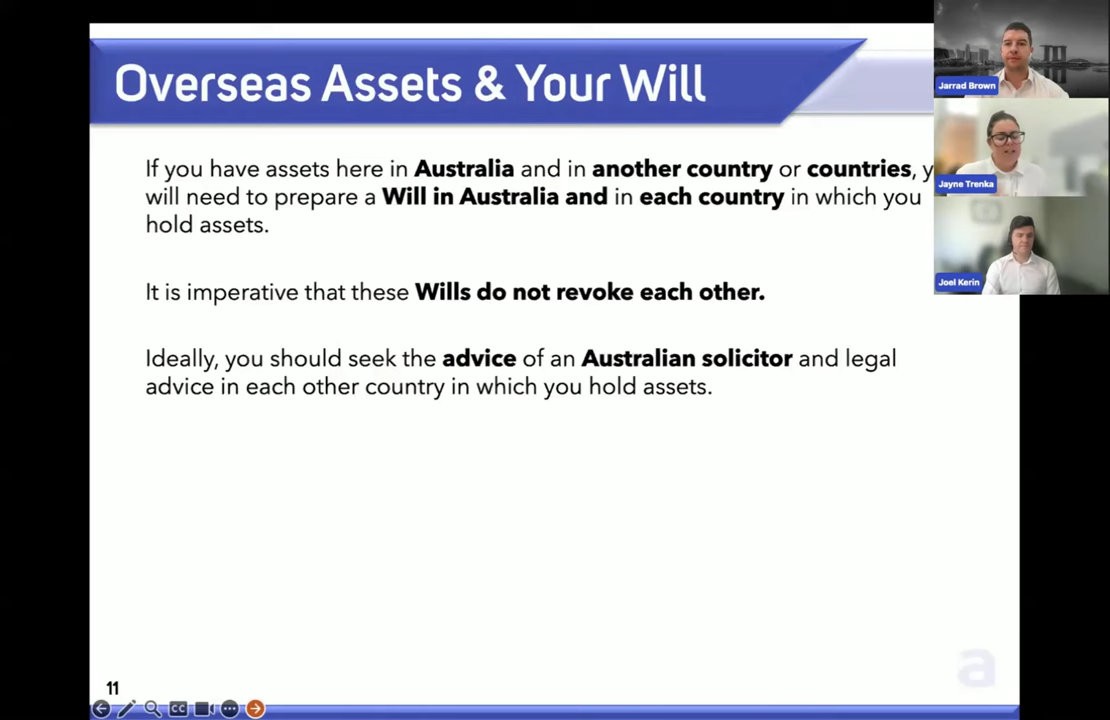 Overseas Assets & Your Will
If you have assets here in Australia and in another country or countries, y
will need to prepare a Will in Australia and in each country in which you
hold assets.
It is imperative that these Wills do not revoke each other.
Ideally, you should seek the advice of an Australian solicitor and legal
advice in each other country in which you hold assets.
Jarrad Brown
Jayne Trenka
Joel Kerin
a
11
CC